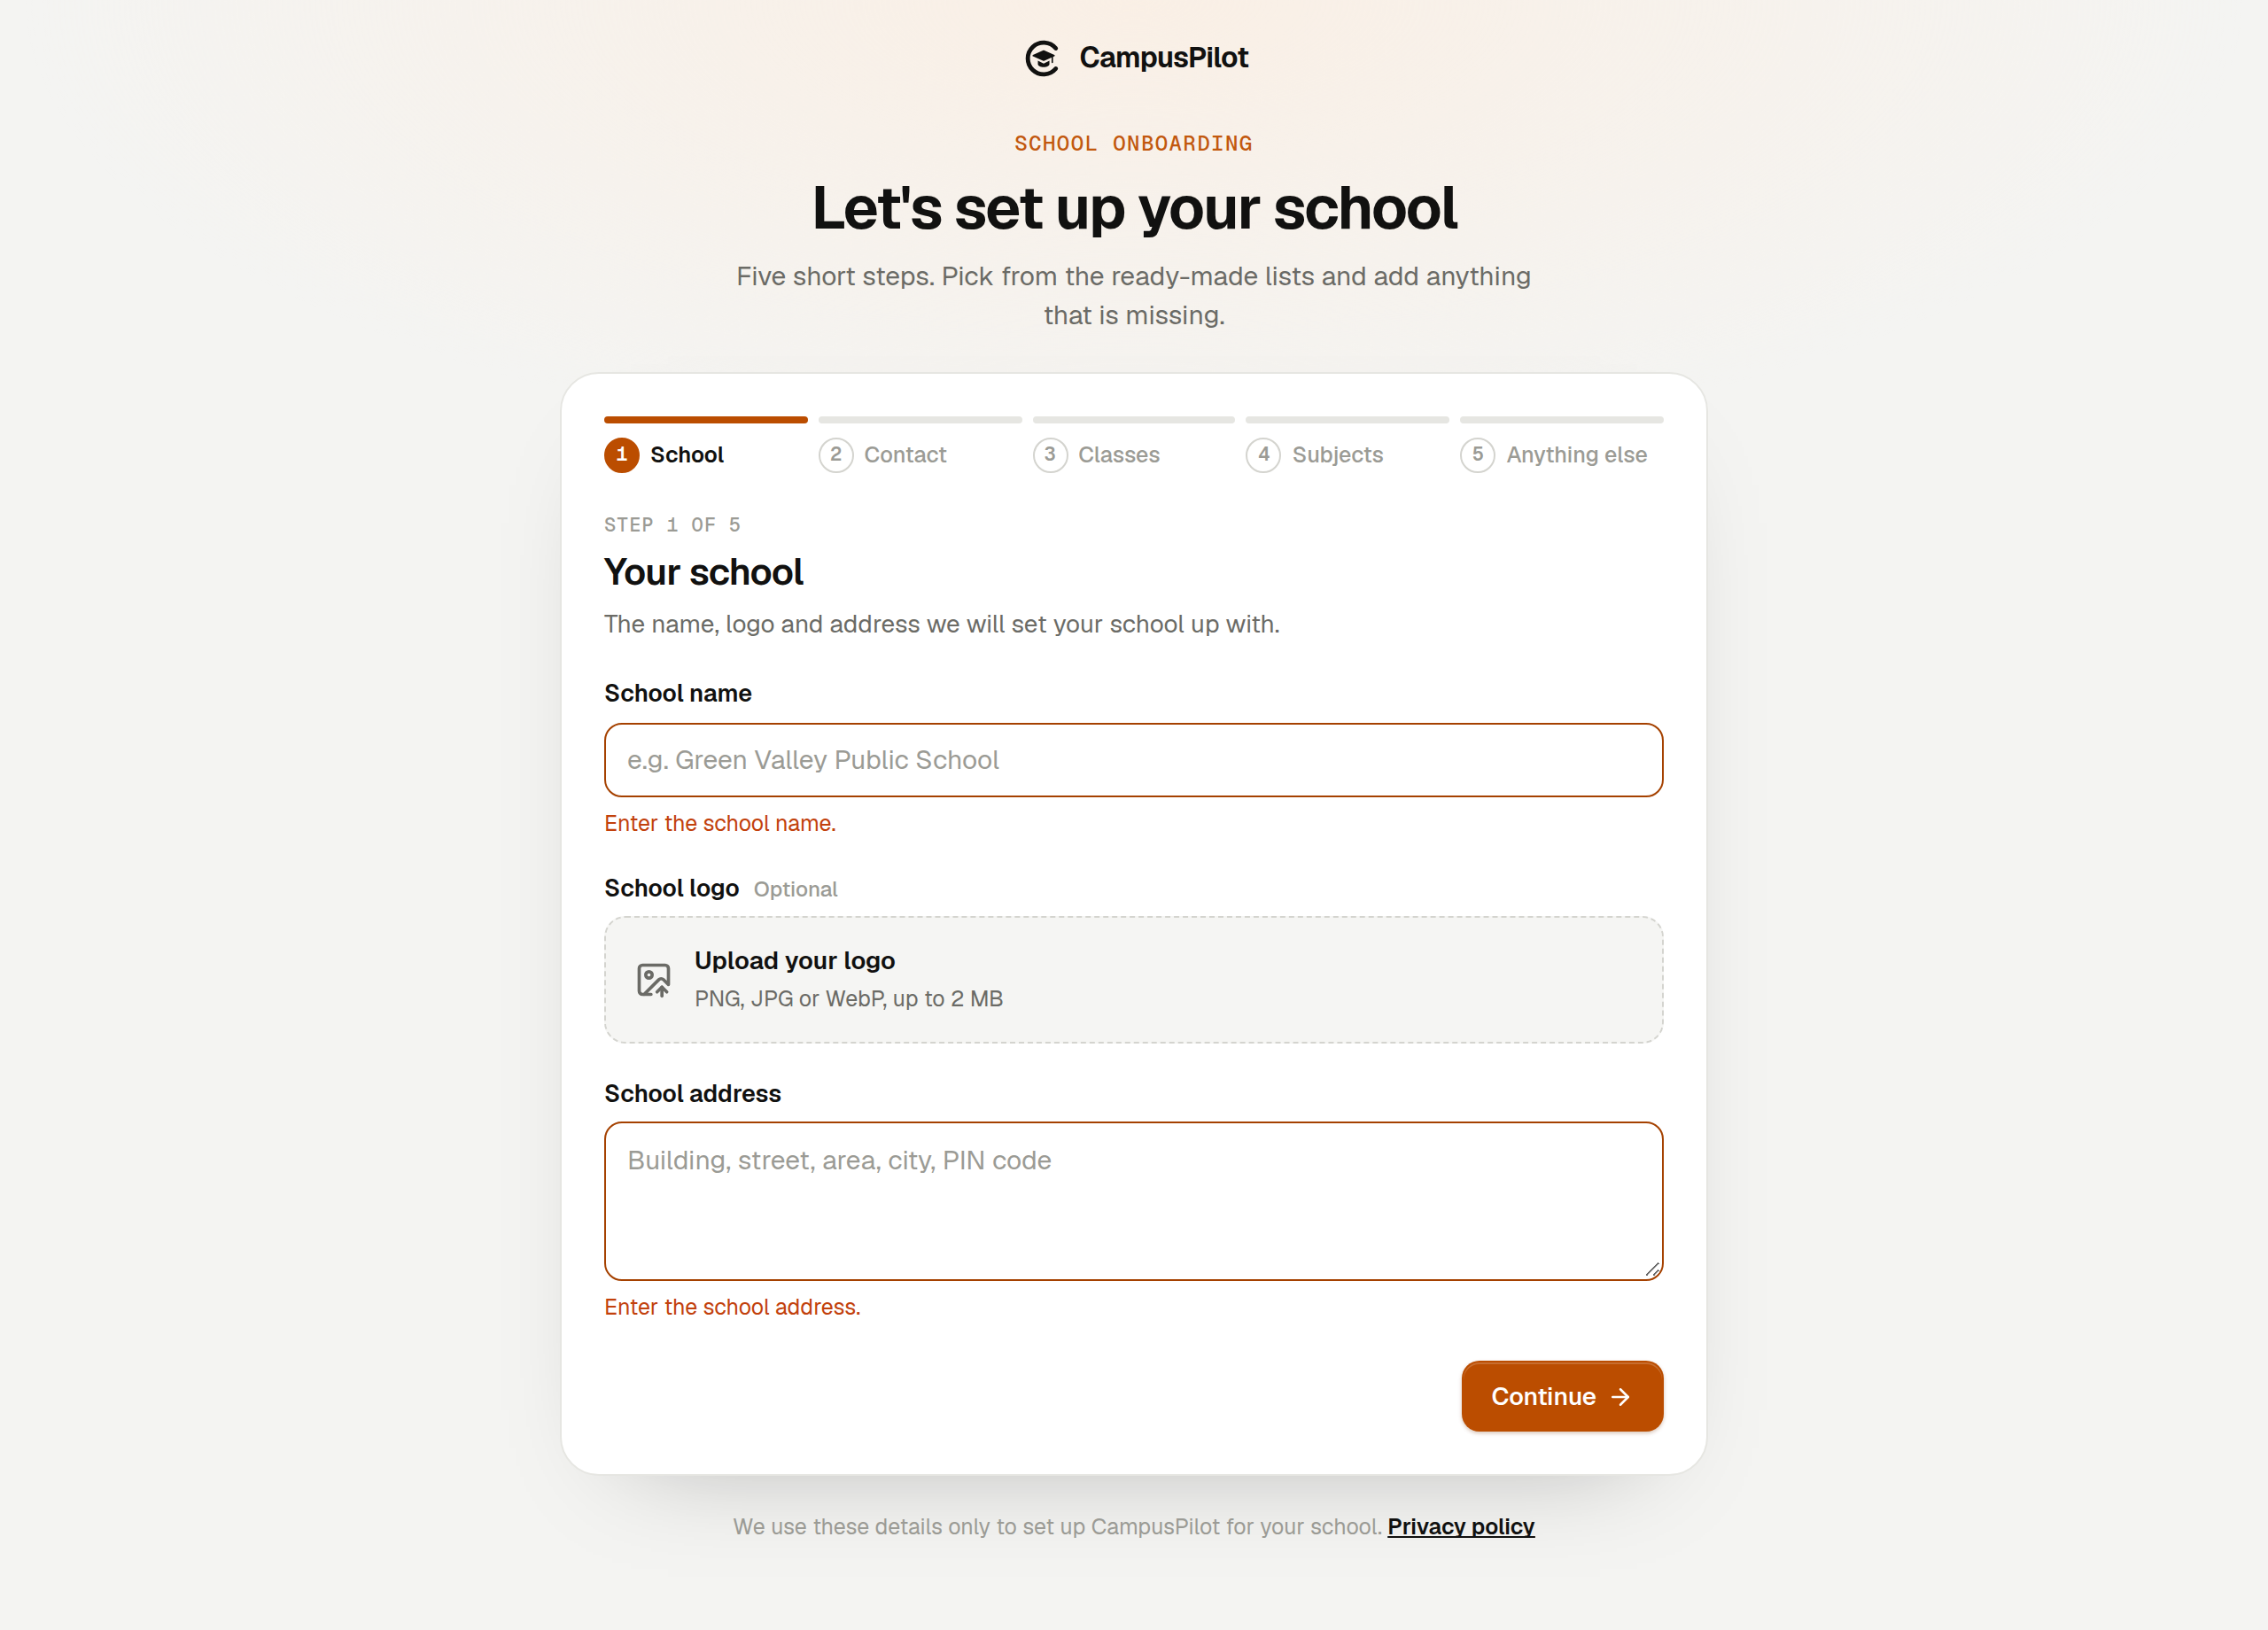 CampusPilot
SCHOOL ONBOARDING
Let's set up your school
Five short steps. Pick from the ready-made lists and add anything
that is missing.
1 School
2 Contact
3 Classes
4 Subjects
5 Anything else
STEP 1 OF 5
Your school
The name, logo and address we will set your school up with.
School name
e.g. Green Valley Public School
Enter the school name.
School logo Optional
Upload your logo
PNG, JPG or WebP, up to 2 MB
School address
Building, street, area, city, PIN code
Enter the school address.
Continue
We use these details only to set up CampusPilot for your school. Privacy policy